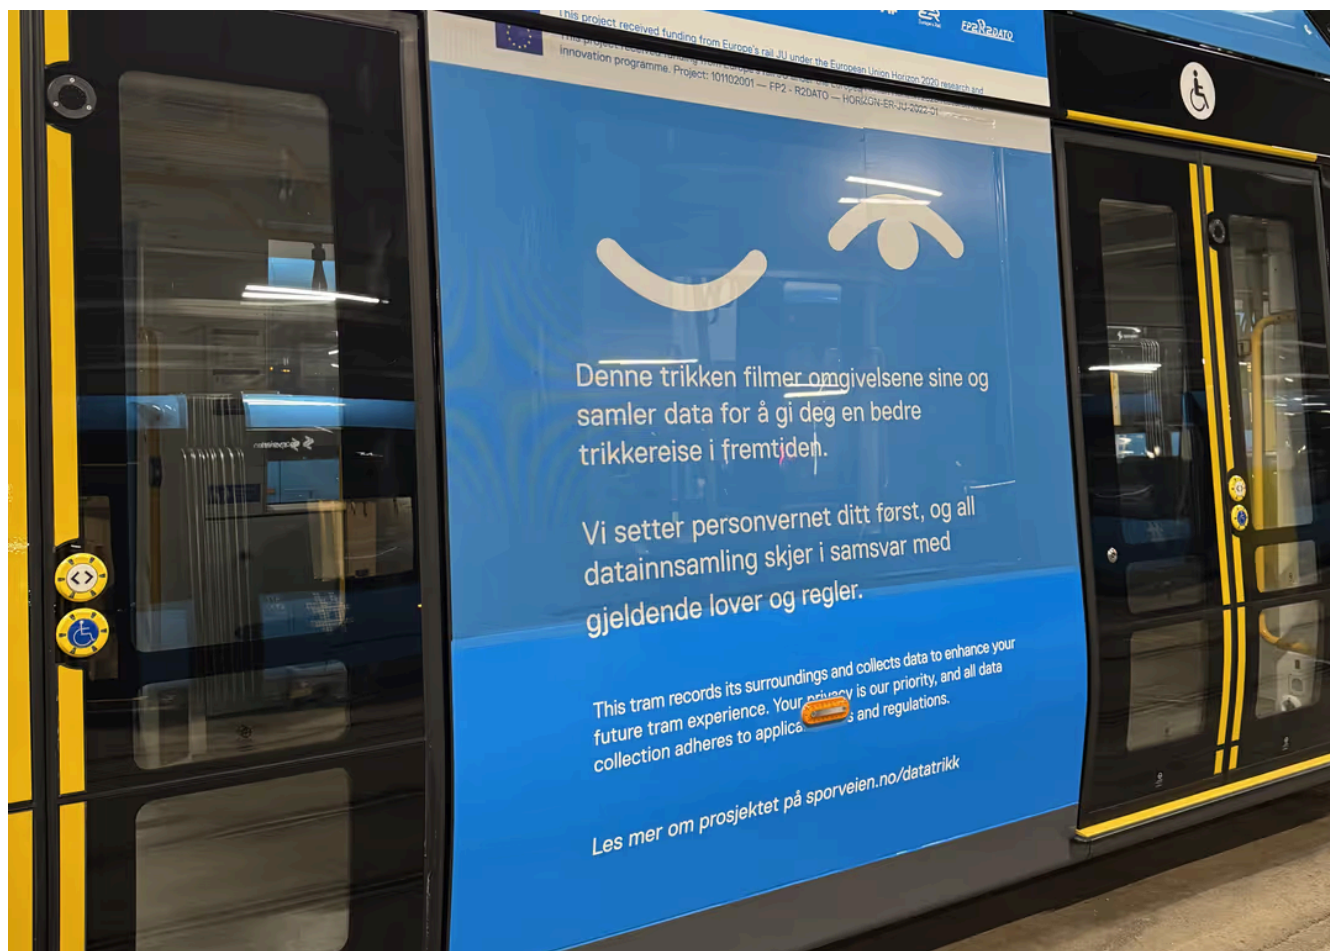 This project received funding from Europe's rail JU under the European Union Horizon 2020 research and
innovation programme. Project: 101102001 — FP2 - R2DATO — HORIZON-ER-JU-2022-01
FP2R2DATO
Denne trikken filmer omgivelsene sine og
samler data for å gi deg en bedre
trikkereise i fremtiden.
Vi setter personvernet ditt først, og all
datainnsamling skjer i samsvar med
gjeldende lover og regler.
This tram records its surroundings and collects data to enhance your
future tram experience. Your privacy is our priority, and all data
collection adheres to and regulations.
Les mer om prosjektet på sporveien.no/datatrikk